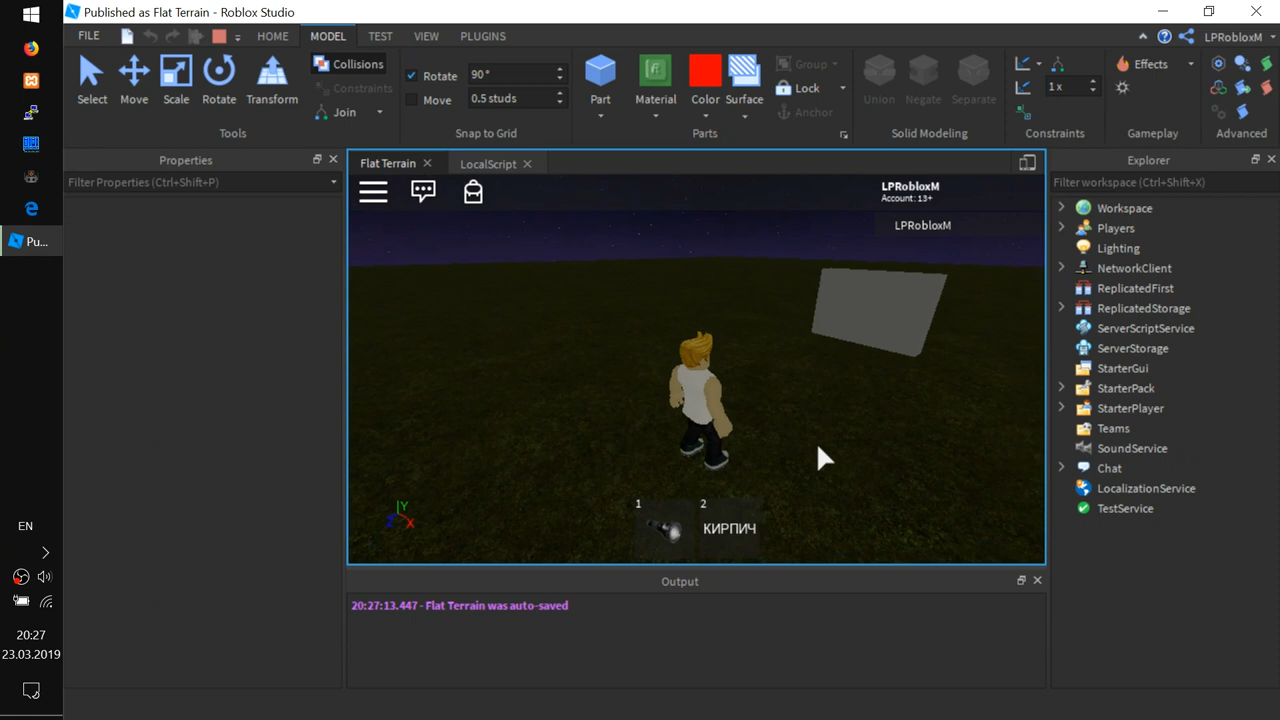 Published as Flat Terrain - Roblox Studio
FILE
HOME
MODEL
TEST
VIEW
PLUGINS
LPRobloxM
Select
Move
Scale
Rotate
Transform
Collisions
Constraints
Join
Tools
Rotate
90°
Move
0.5 studs
Snap to Grid
Part
Material
Color
Surface
Group
Lock
Anchor
Parts
Union
Negate
Separate
Solid Modeling
1 x
Constraints
Effects
Gameplay
Advanced
Properties
Filter Properties (Ctrl+Shift+P)
Flat Terrain
LocalScript
LPRobloxM
Account: 13+
LPRobloxM
Y
Z
X
1
2
КИРПИЧ
Output
20:27:13.447 - Flat Terrain was auto-saved
Explorer
Filter workspace (Ctrl+Shift+X)
Workspace
Players
Lighting
NetworkClient
ReplicatedFirst
ReplicatedStorage
ServerScriptService
ServerStorage
StarterGui
StarterPack
StarterPlayer
Teams
SoundService
Chat
LocalizationService
TestService
Pu...
EN
20:27
23.03.2019